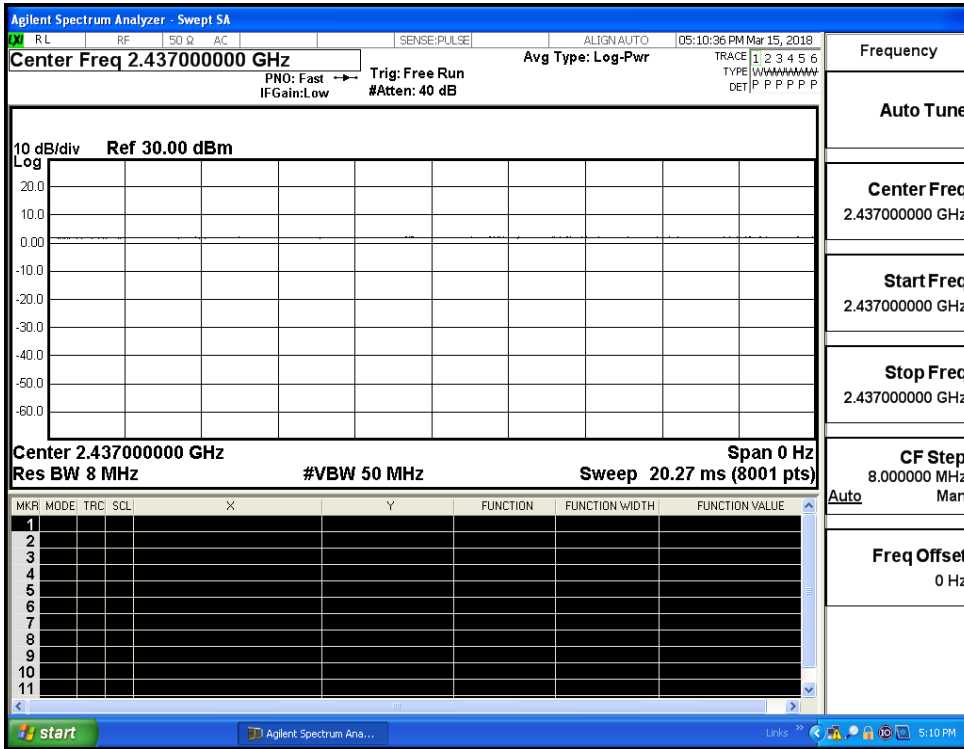 Agilent Spectrum Analyzer - Swept SA
LXI RL RF 50 Ω AC SENSE:PULSE ALIGN AUTO 05:10:36 PM Mar 15, 2018
Center Freq 2.437000000 GHz
PNO: Fast
IFGain:Low
Trig: Free Run
#Atten: 40 dB
Avg Type: Log-Pwr
TRACE 1 2 3 4 5 6
TYPE WWWWWW
DET P P P P P P
10 dB/div Ref 30.00 dBm
Log
20.0
10.0
0.00
-10.0
-20.0
-30.0
-40.0
-50.0
-60.0
Center 2.437000000 GHz Span 0 Hz
Res BW 8 MHz #VBW 50 MHz Sweep 20.27 ms (8001 pts)
MKR MODE TRC SCL X Y FUNCTION FUNCTION WIDTH FUNCTION VALUE
1
2
3
4
5
6
7
8
9
10
11
Frequency
Auto Tune
Center Freq
2.437000000 GHz
Start Freq
2.437000000 GHz
Stop Freq
2.437000000 GHz
CF Step
8.000000 MHz
Auto Man
Freq Offset
0 Hz
start Agilent Spectrum Ana... Links » 5:10 PM